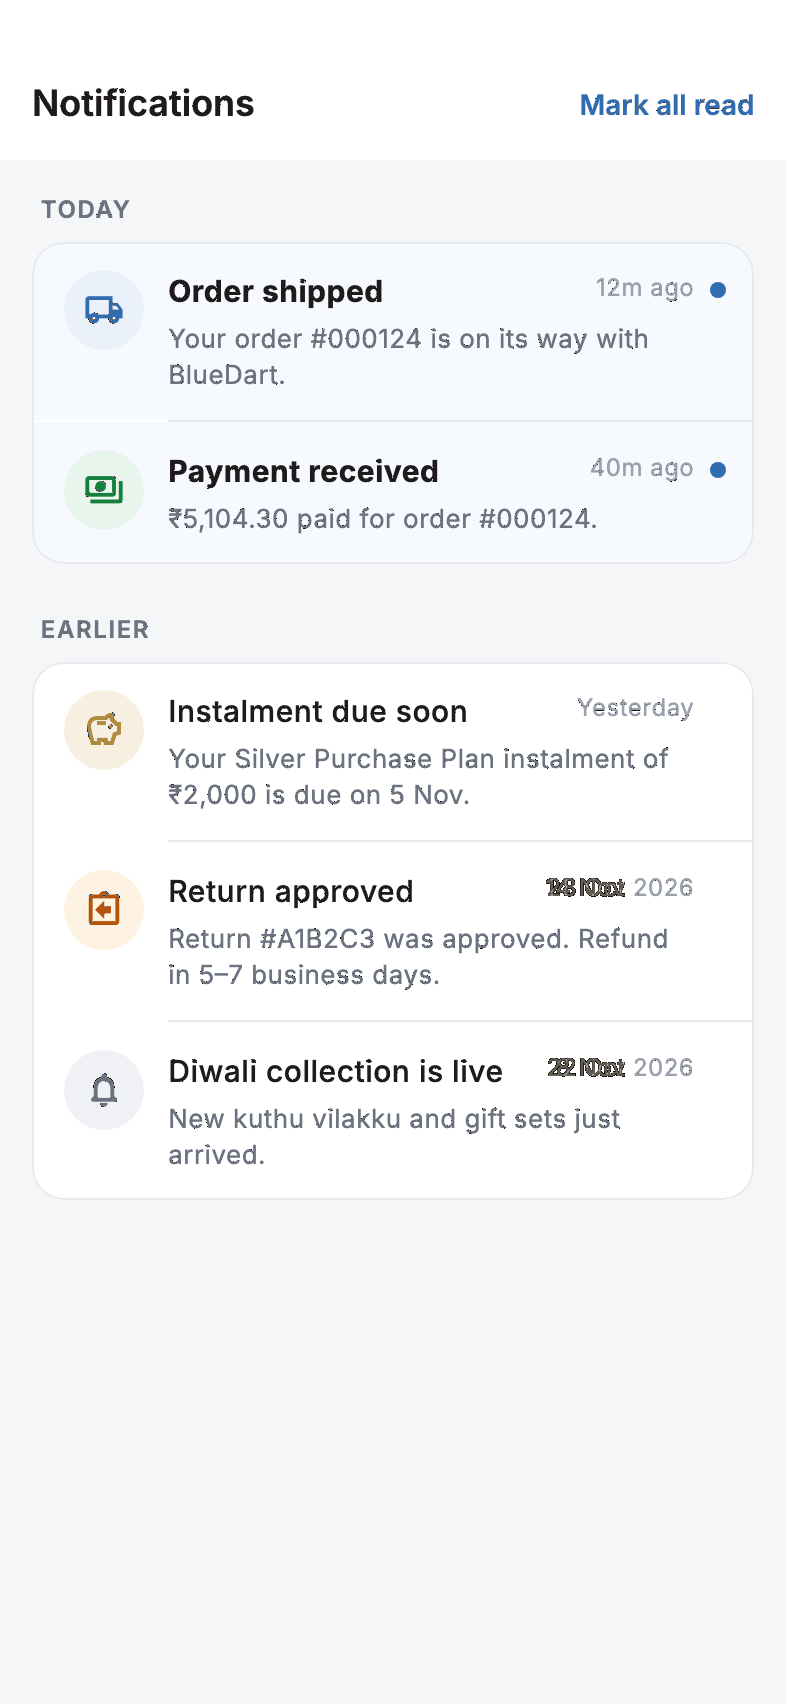 Notifications
Mark all read
TODAY
Order shipped
12m ago
Your order #000124 is on its way with
BlueDart.
Payment received
40m ago
₹5,104.30 paid for order #000124.
EARLIER
Instalment due soon
Yesterday
Your Silver Purchase Plan instalment of
₹2,000 is due on 5 Nov.
Return approved
2026
Return #A1B2C3 was approved. Refund
in 5–7 business days.
Diwali collection is live
2026
New kuthu vilakku and gift sets just
arrived.